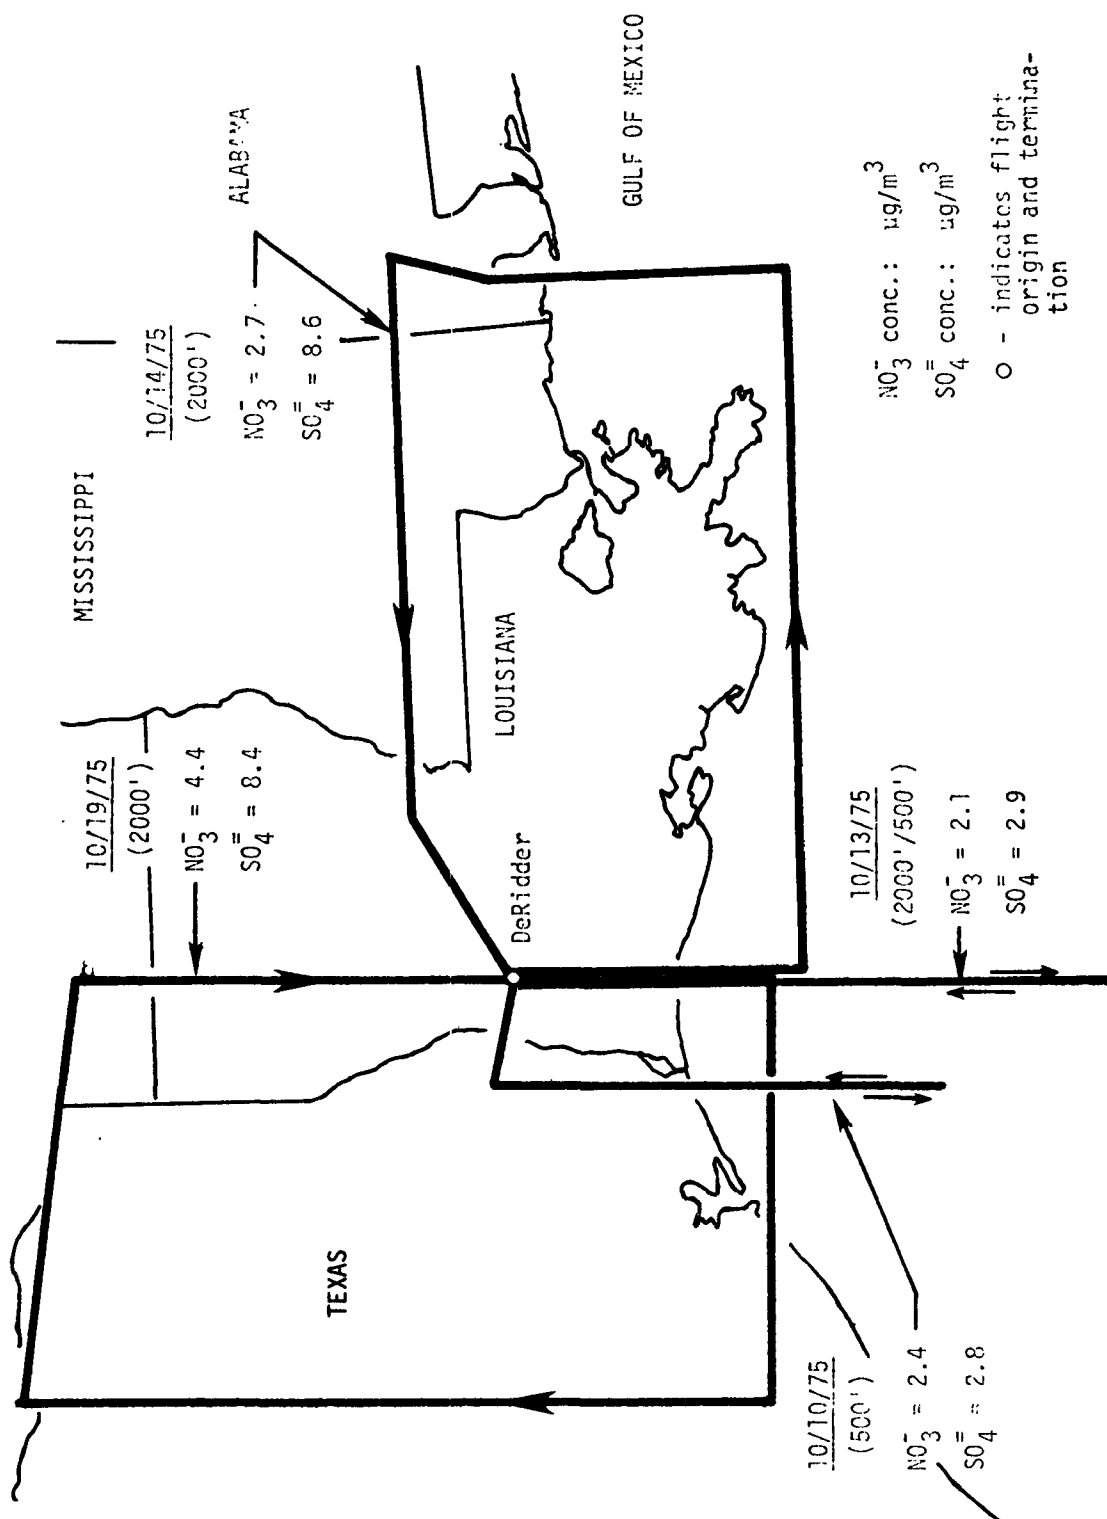 MISSISSIPPI
10/14/75
(2000')
NO₃⁻ = 2.7
SO₄⁼ = 8.6
ALABAMA
10/19/75
(2000')
NO₃⁻ = 4.4
SO₄⁼ = 8.4
TEXAS
LOUISIANA
DeRidder
GULF OF MEXICO
10/10/75
(500')
NO₃⁻ = 2.4
SO₄⁼ = 2.8
10/13/75
(2000'/500')
NO₃⁻ = 2.1
SO₄⁼ = 2.9
NO₃⁻ conc.: µg/m³
SO₄⁼ conc.: µg/m³
O - indicates flight
origin and termina-
tion